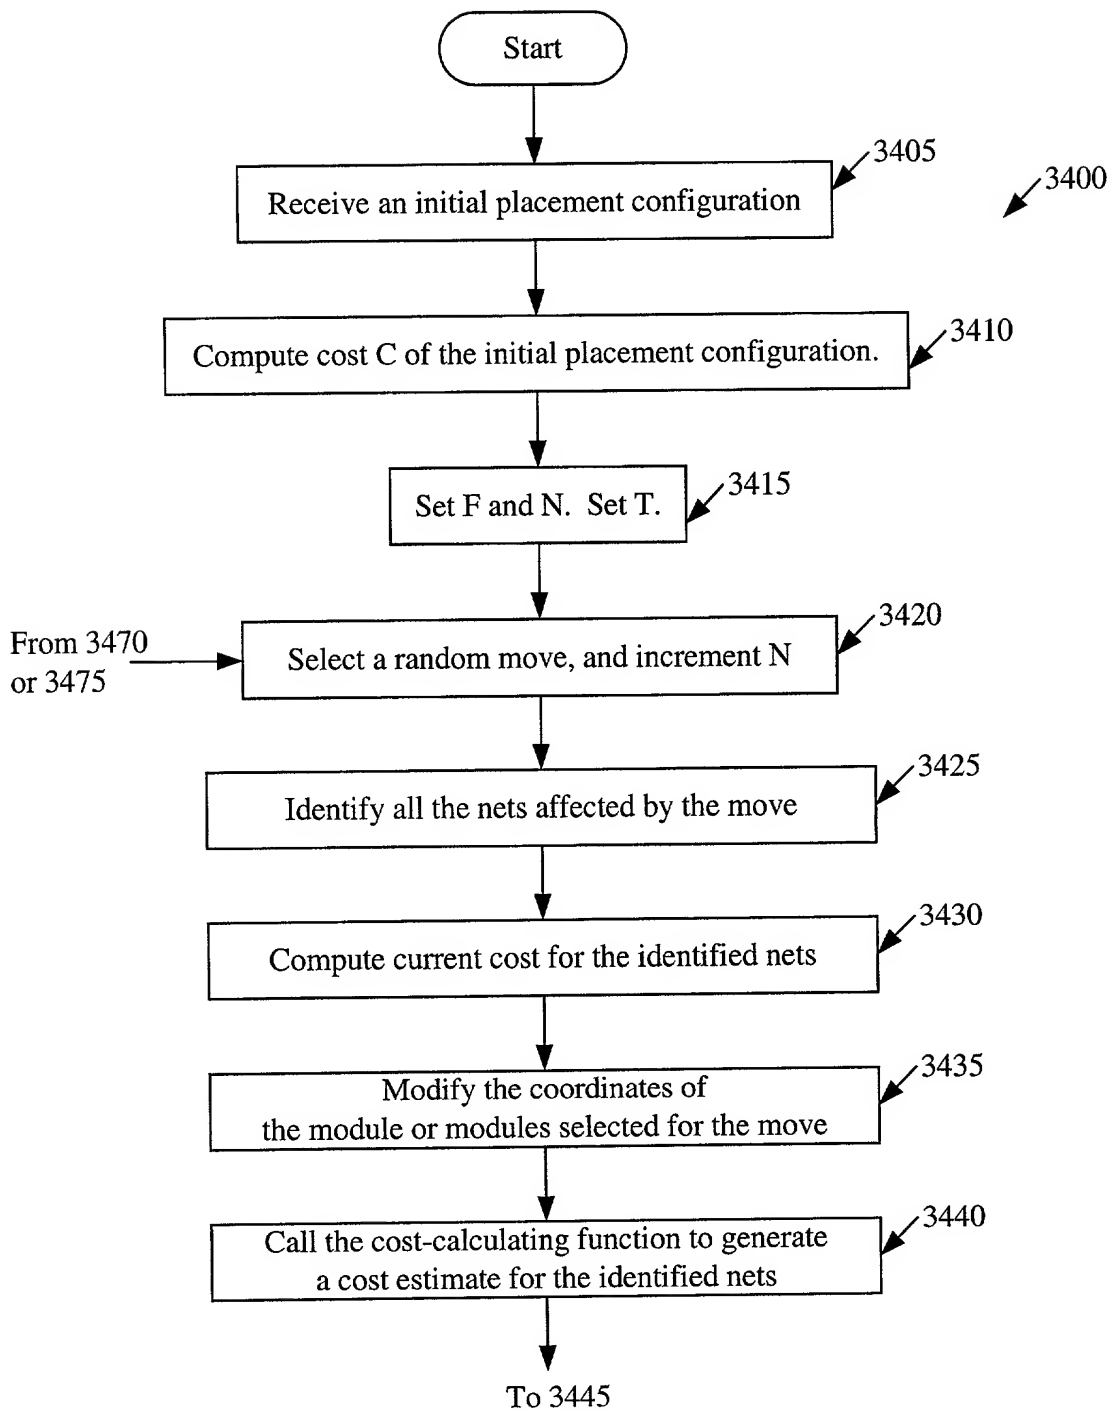 Start
3405
3400
Receive an initial placement configuration
3410
Compute cost C of the initial placement configuration.
3415
Set F and N.  Set T.
3420
From 3470
or 3475
Select a random move, and increment N
3425
Identify all the nets affected by the move
3430
Compute current cost for the identified nets
3435
Modify the coordinates of
the module or modules selected for the move
3440
Call the cost-calculating function to generate
a cost estimate for the identified nets
To 3445